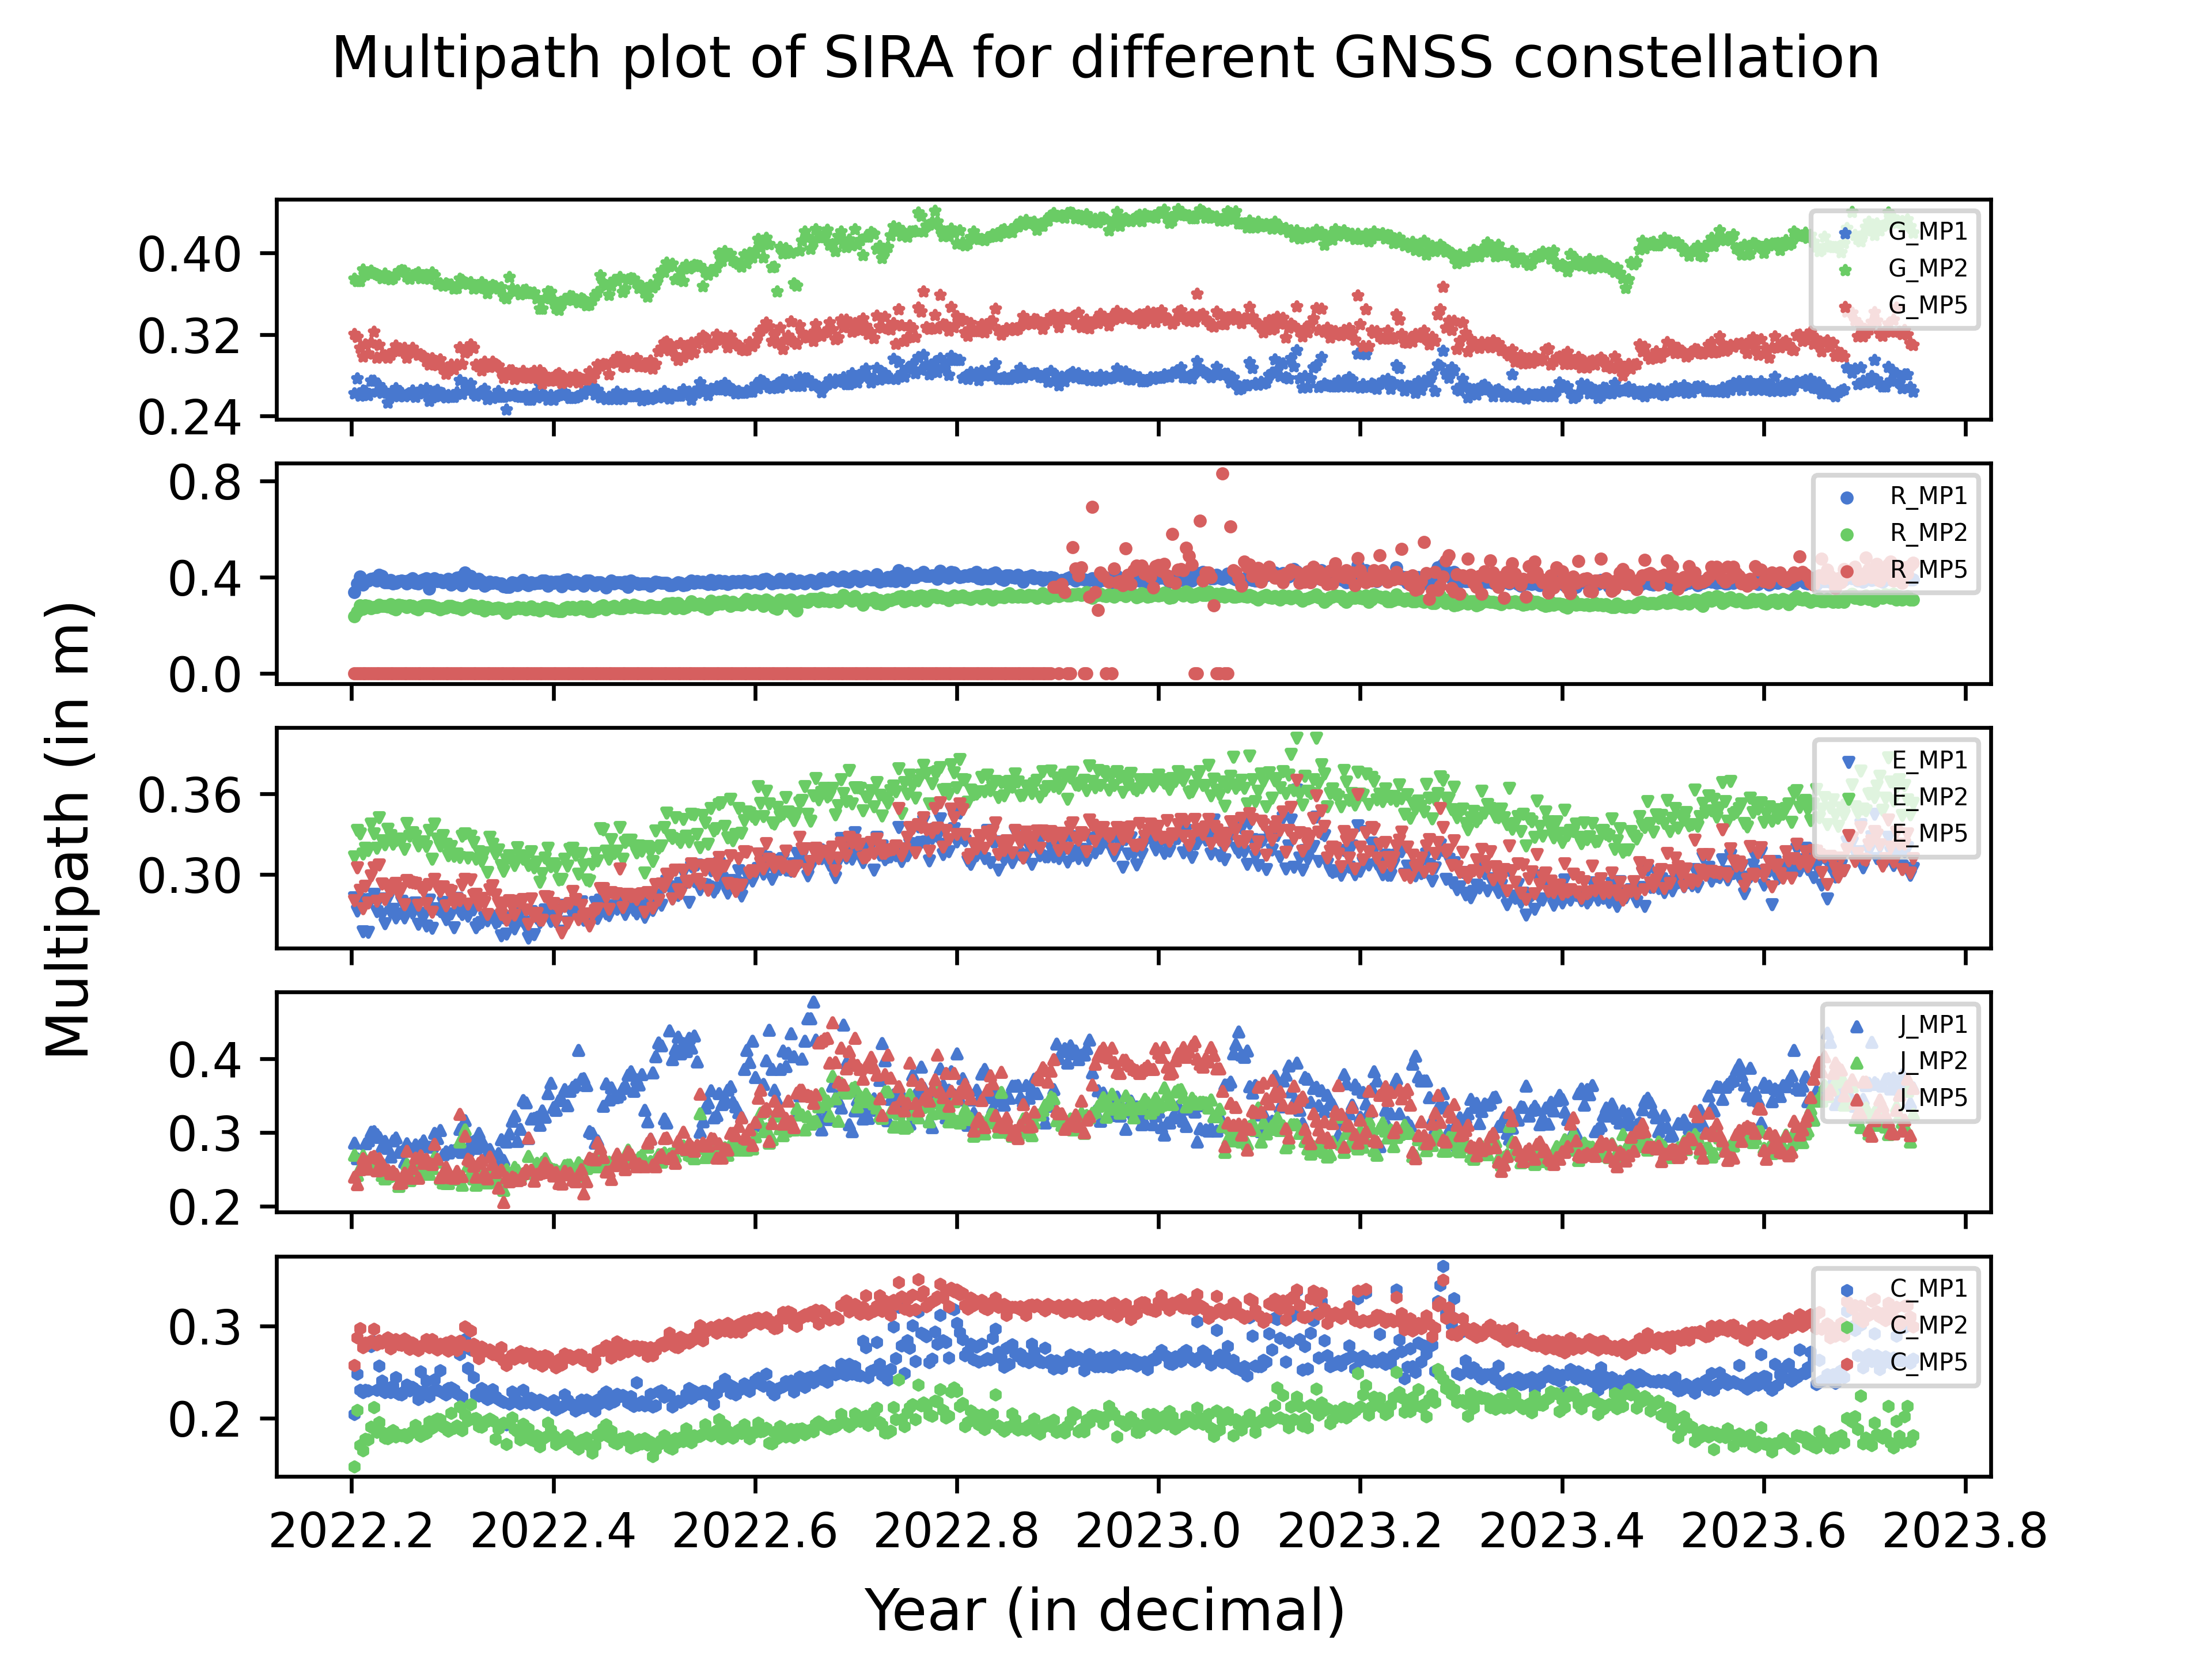 Multipath plot of SIRA for different GNSS constellation
0.40
0.32
0.24
G_MP1
G_MP2
G_MP5
0.8
0.4
0.0
R_MP1
R_MP2
R_MP5
0.36
0.30
E_MP1
E_MP2
E_MP5
0.4
0.3
0.2
J_MP1
J_MP2
J_MP5
0.3
0.2
C_MP1
C_MP2
C_MP5
Multipath (in m)
2022.2 2022.4 2022.6 2022.8 2023.0 2023.2 2023.4 2023.6 2023.8
Year (in decimal)